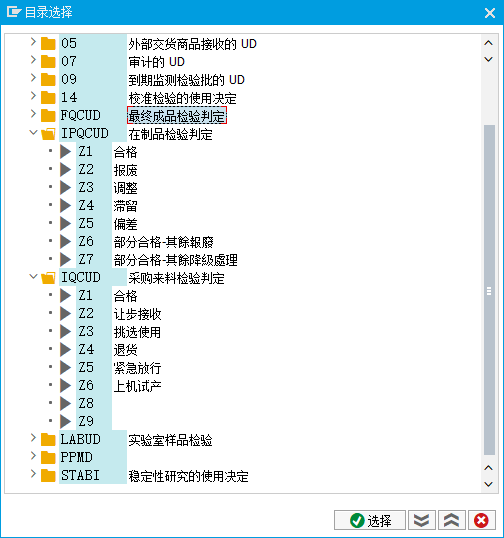 目录选择
05 外部交货商品接收的 UD
07 审计的 UD
09 到期监测检验批的 UD
14 校准检验的使用决定
FQCUD 最终成品检验判定
IPQCUD 在制品检验判定
Z1 合格
Z2 报废
Z3 调整
Z4 滞留
Z5 偏差
Z6 部分合格-其餘報廢
Z7 部分合格-其餘降級處理
IQCUD 采购来料检验判定
Z1 合格
Z2 让步接收
Z3 挑选使用
Z4 退货
Z5 紧急放行
Z6 上机试产
Z8
Z9
LABUD 实验室样品检验
PPMD
STABI 稳定性研究的使用决定
选择